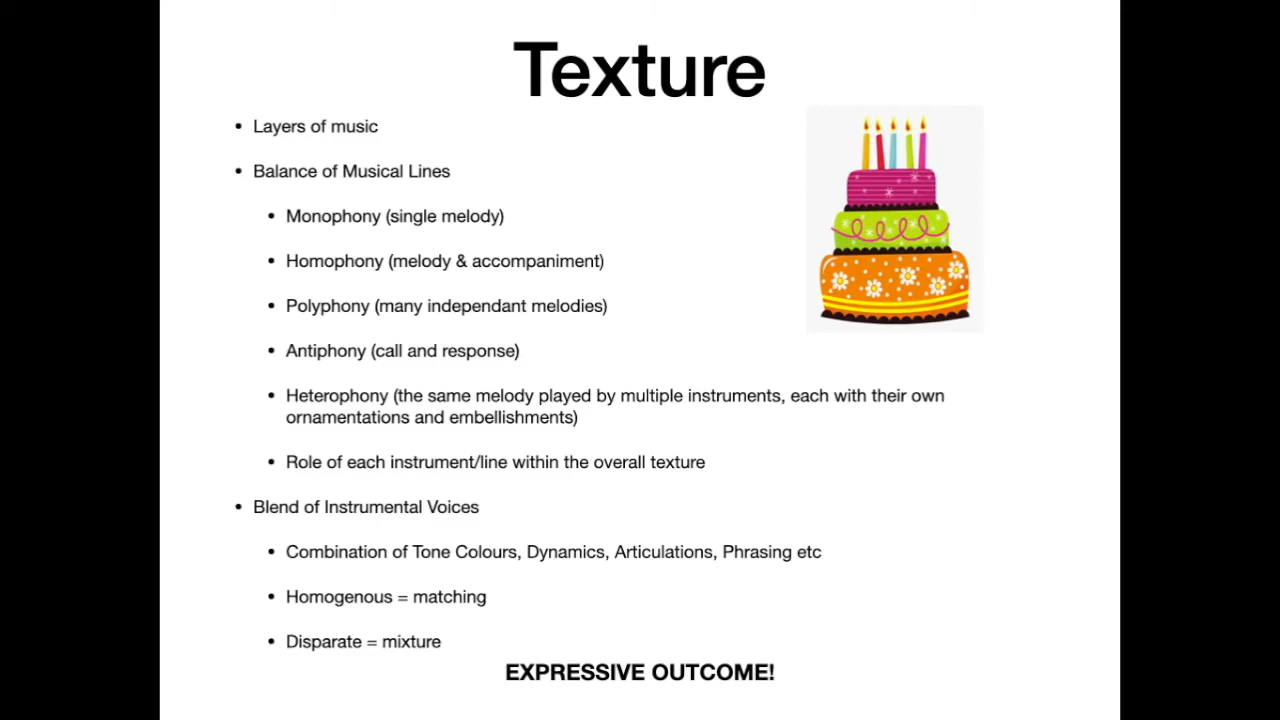 Texture
• Layers of music
• Balance of Musical Lines
• Monophony (single melody)
• Homophony (melody & accompaniment)
• Polyphony (many independant melodies)
• Antiphony (call and response)
• Heterophony (the same melody played by multiple instruments, each with their own
ornamentations and embellishments)
• Role of each instrument/line within the overall texture
• Blend of Instrumental Voices
• Combination of Tone Colours, Dynamics, Articulations, Phrasing etc
• Homogenous = matching
• Disparate = mixture
EXPRESSIVE OUTCOME!